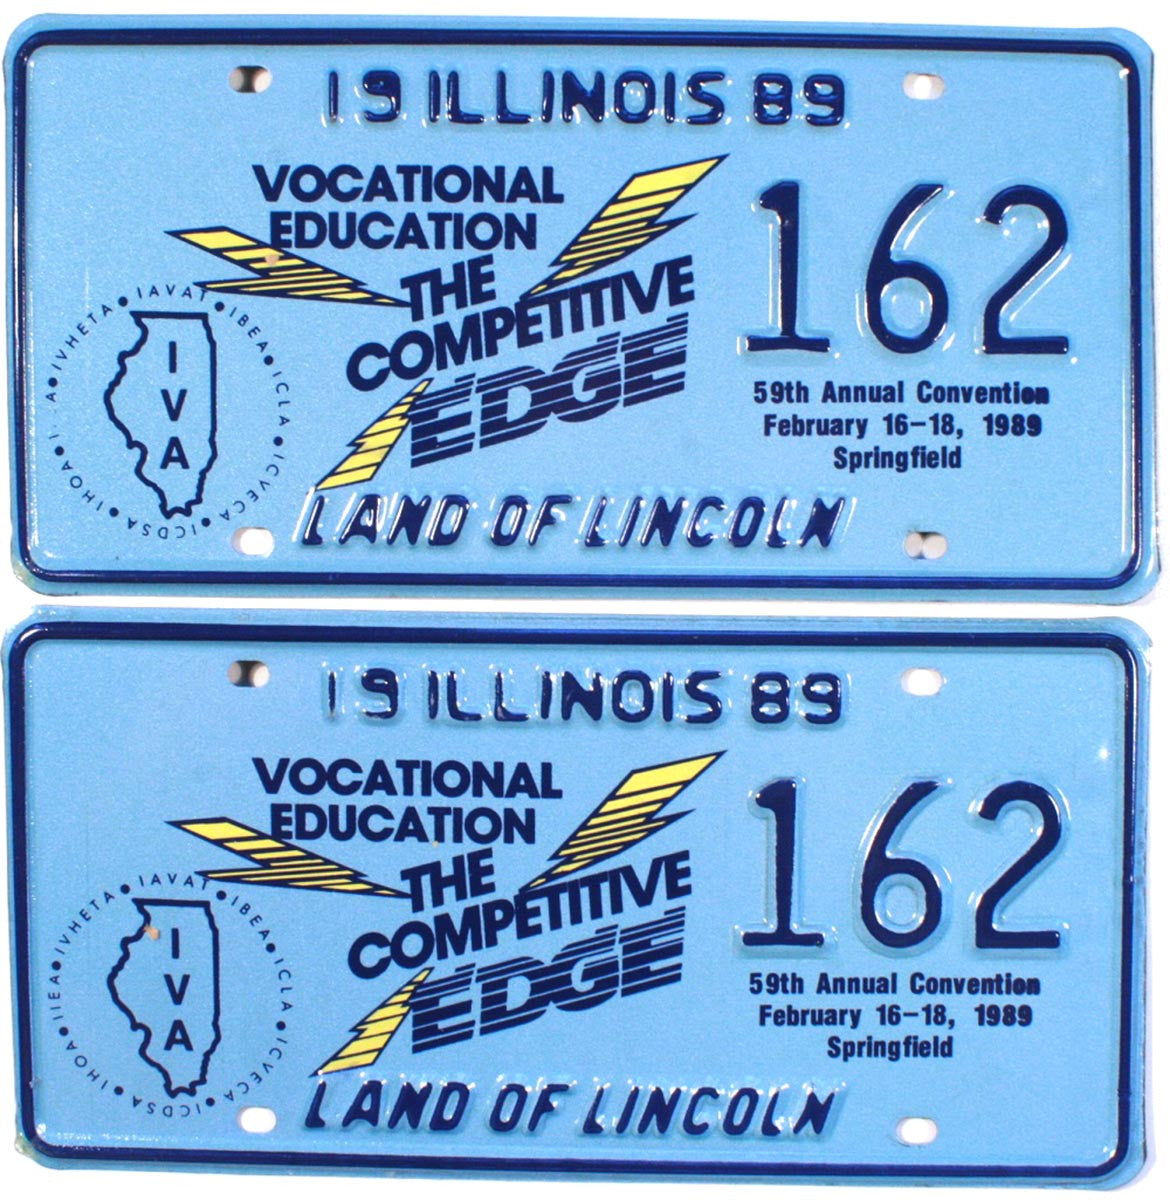 19 ILLINOIS 89
VOCATIONAL
EDUCATION
THE
COMPETITIVE
EDGE
162
59th Annual Convention
February 16-18, 1989
Springfield
IVHETA • IAVAT • IBEA • ICLA • ICVECA • ICDSA • IHOA •
IVA
LAND OF LINCOLN
19 ILLINOIS 89
VOCATIONAL
EDUCATION
THE
COMPETITIVE
EDGE
162
59th Annual Convention
February 16-18, 1989
Springfield
IVHETA • IAVAT • IBEA • ICLA • ICVECA • ICDSA • IHOA • IIEA •
IVA
LAND OF LINCOLN